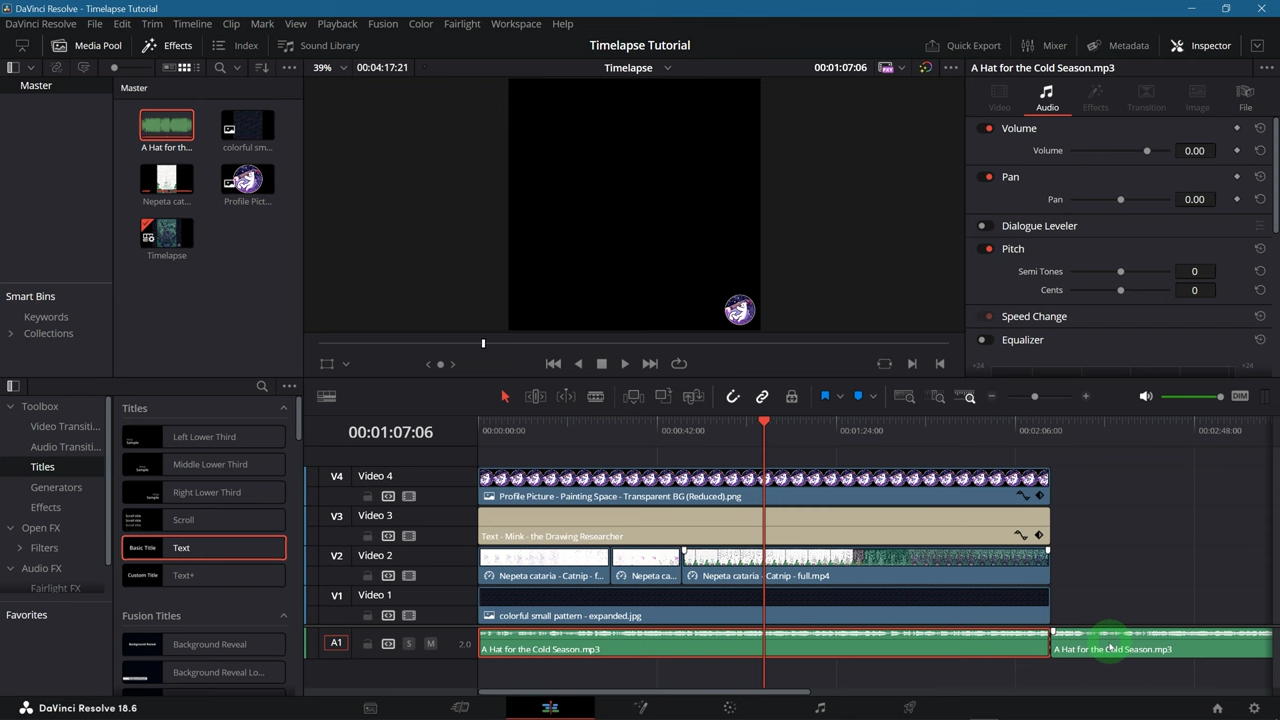 DaVinci Resolve - Timelapse Tutorial
DaVinci Resolve File Edit Trim Timeline Clip Mark View Playback Fusion Color Fairlight Workspace Help
Media Pool Effects Index Sound Library Timelapse Tutorial Quick Export Mixer Metadata Inspector
39% 00:04:17:21 Timelapse 00:01:07:06 A Hat for the Cold Season.mp3
Master Master
Video Audio Effects Transition Image File
A Hat for th... colorful sm...
Volume
Volume 0.00
Nepeta cat... Profile Pict...
Pan
Pan 0.00
Dialogue Leveler
Timelapse
Pitch
Semi Tones 0
Cents 0
Smart Bins
Keywords
Collections
Speed Change
Equalizer
+24 +24
Toolbox
Video Transiti...
Audio Transiti...
Titles
Generators
Effects
Open FX
Filters
Audio FX
Fairlight FX
Favorites
Titles
Left Lower Third
Middle Lower Third
Right Lower Third
Scroll
Basic Title Text
Custom Title Text+
Fusion Titles
Background Reveal
Background Reveal Lo...
DIM
00:01:07:06 00:00:00:00 00:00:42:00 00:01:24:00 00:02:06:00 00:02:48:00
V4 Video 4
Profile Picture - Painting Space - Transparent BG (Reduced).png
V3 Video 3
Text - Mink - the Drawing Researcher
V2 Video 2
Nepeta cataria - Catnip - f... Nepeta ca... Nepeta cataria - Catnip - full.mp4
V1 Video 1
colorful small pattern - expanded.jpg
A1 S M 2.0
A Hat for the Cold Season.mp3 A Hat for the Cold Season.mp3
DaVinci Resolve 18.6